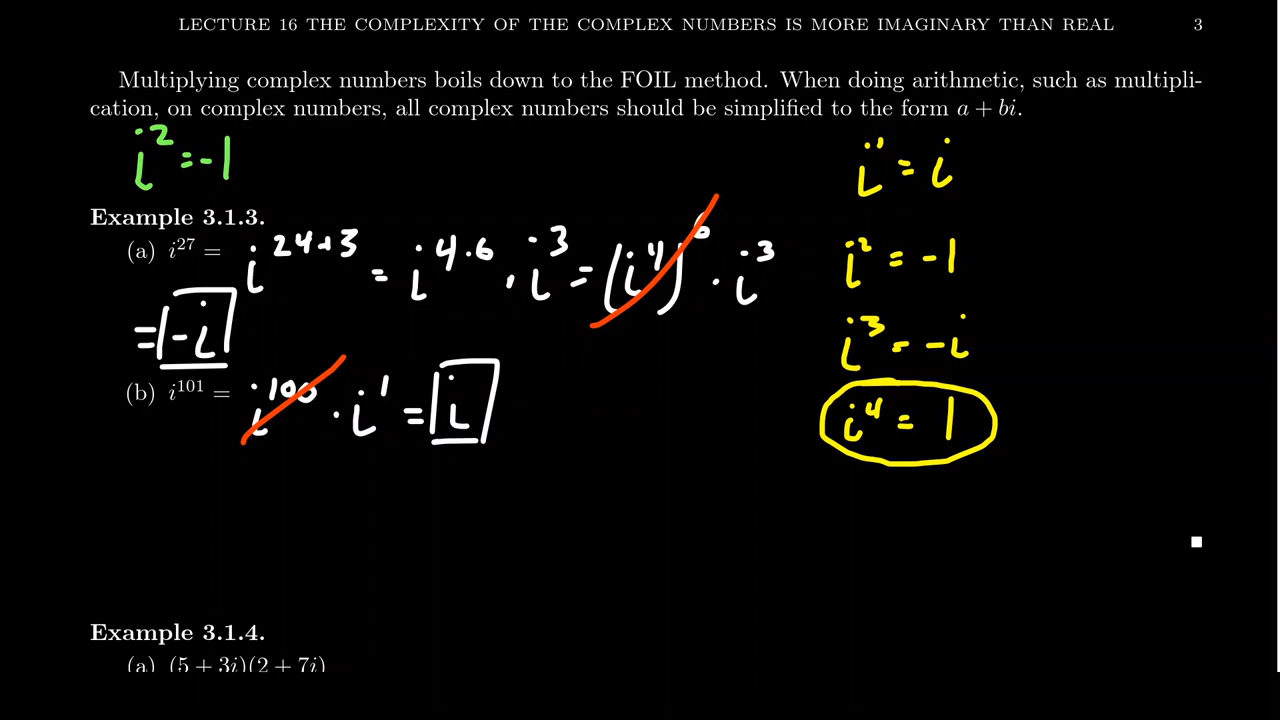 LECTURE 16 THE COMPLEXITY OF THE COMPLEX NUMBERS IS MORE IMAGINARY THAN REAL 3
Multiplying complex numbers boils down to the FOIL method. When doing arithmetic, such as multipli-
cation, on complex numbers, all complex numbers should be simplified to the form a + bi.
i² = -1
i¹ = i
Example 3.1.3.
(a) i²⁷ = i²⁴⁺³ = i⁴·⁶ · i³ = (i⁴)⁶ · i³
i² = -1
= -i
i³ = -i
(b) i¹⁰¹ = i¹⁰⁰ · i¹ = i
i⁴ = 1
Example 3.1.4.
(a) (5 + 3i)(2 + 7i)